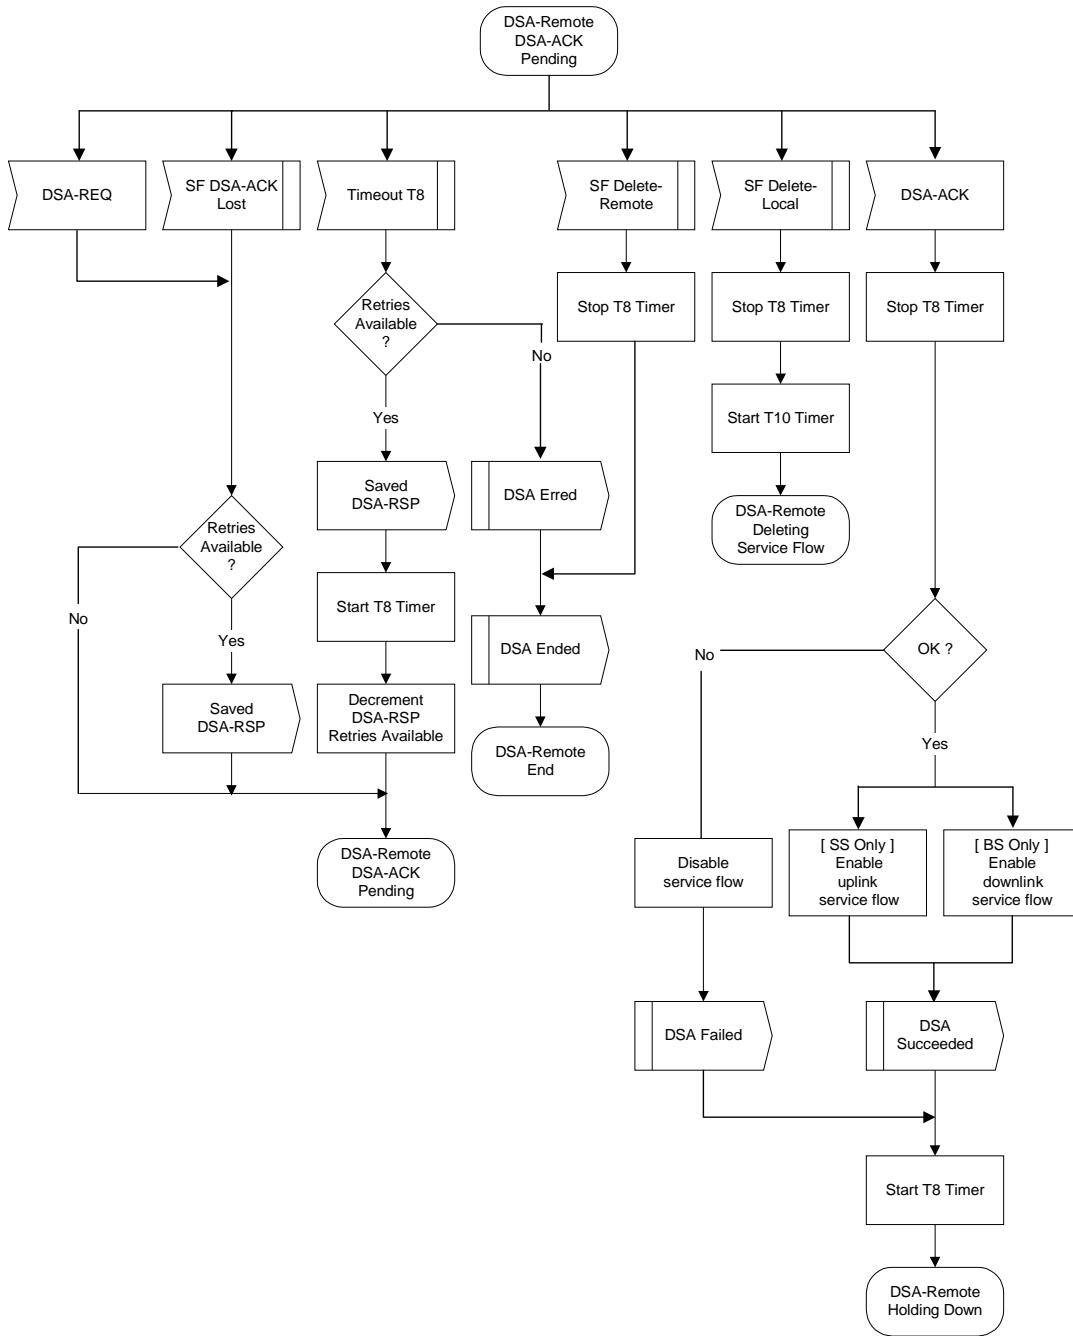 DSA-Remote
DSA-ACK
Pending
DSA-REQ
SF DSA-ACK
Lost
Timeout T8
SF Delete-
Remote
SF Delete-
Local
DSA-ACK
Retries
Available
?
Stop T8 Timer
Stop T8 Timer
Stop T8 Timer
No
Yes
Start T10 Timer
Saved
DSA-RSP
DSA Erred
DSA-Remote
Deleting
Service Flow
Retries
Available
?
Start T8 Timer
No
Yes
DSA Ended
No
OK ?
Saved
DSA-RSP
Decrement
DSA-RSP
Retries Available
DSA-Remote
End
Yes
DSA-Remote
DSA-ACK
Pending
Disable
service flow
[ SS Only ]
Enable
uplink
service flow
[ BS Only ]
Enable
downlink
service flow
DSA Failed
DSA
Succeeded
Start T8 Timer
DSA-Remote
Holding Down